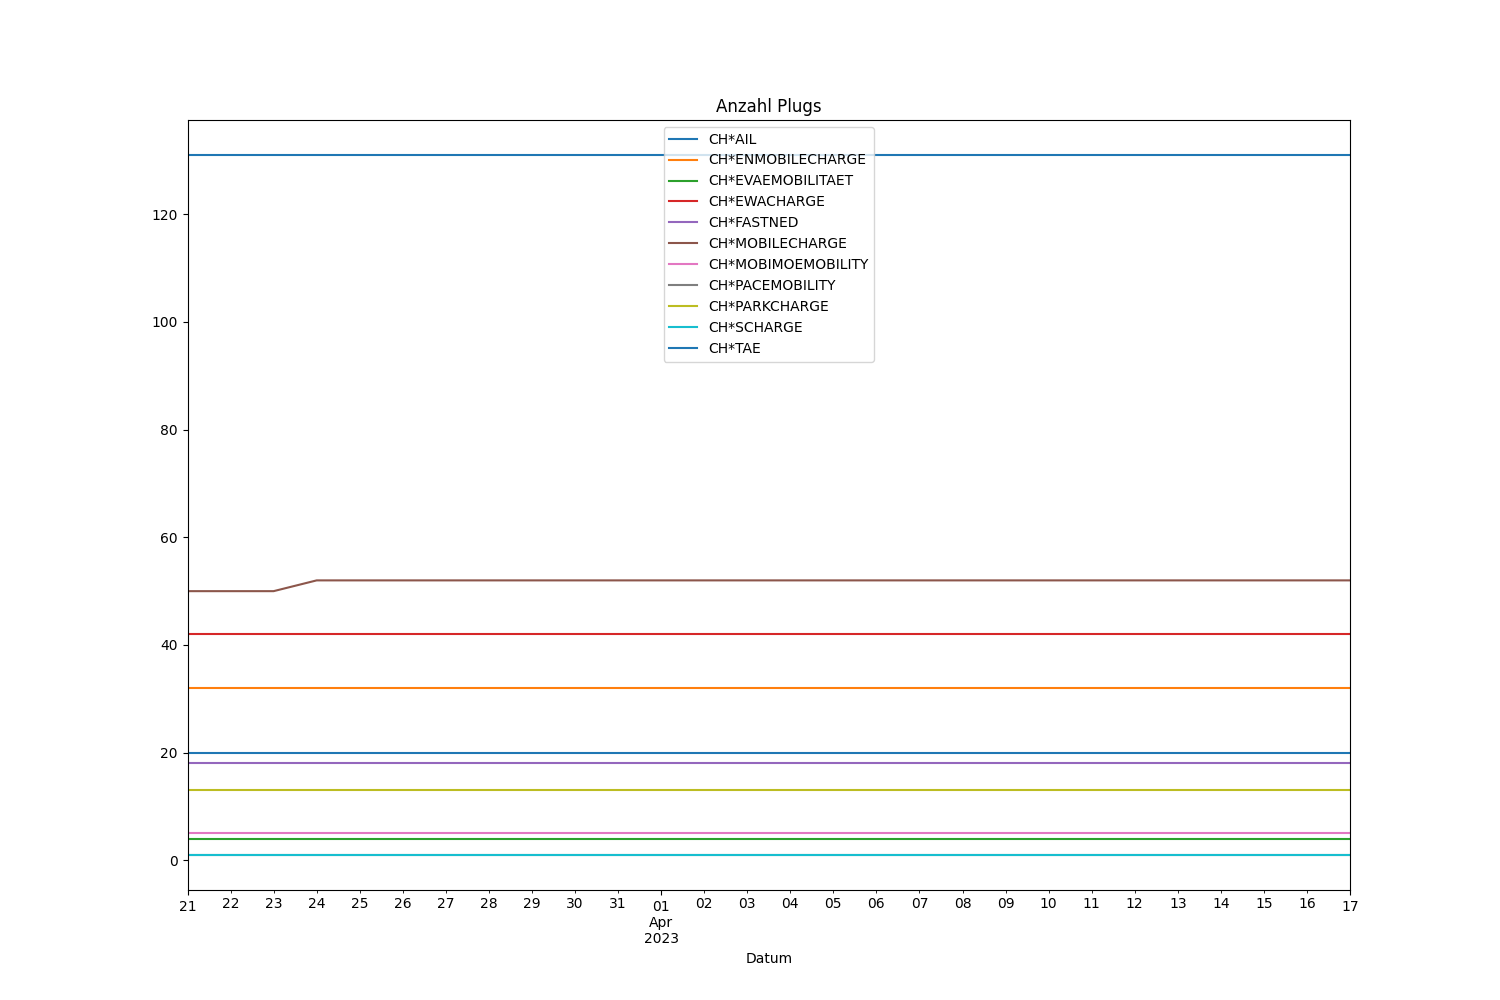 Anzahl Plugs
CH*AIL
CH*ENMOBILECHARGE
CH*EVAEMOBILITAET
CH*EWACHARGE
CH*FASTNED
CH*MOBILECHARGE
CH*MOBIMOEMOBILITY
CH*PACEMOBILITY
CH*PARKCHARGE
CH*SCHARGE
CH*TAE
120
100
80
60
40
20
0
21 22 23 24 25 26 27 28 29 30 31 01 02 03 04 05 06 07 08 09 10 11 12 13 14 15 16 17
Apr
2023
Datum